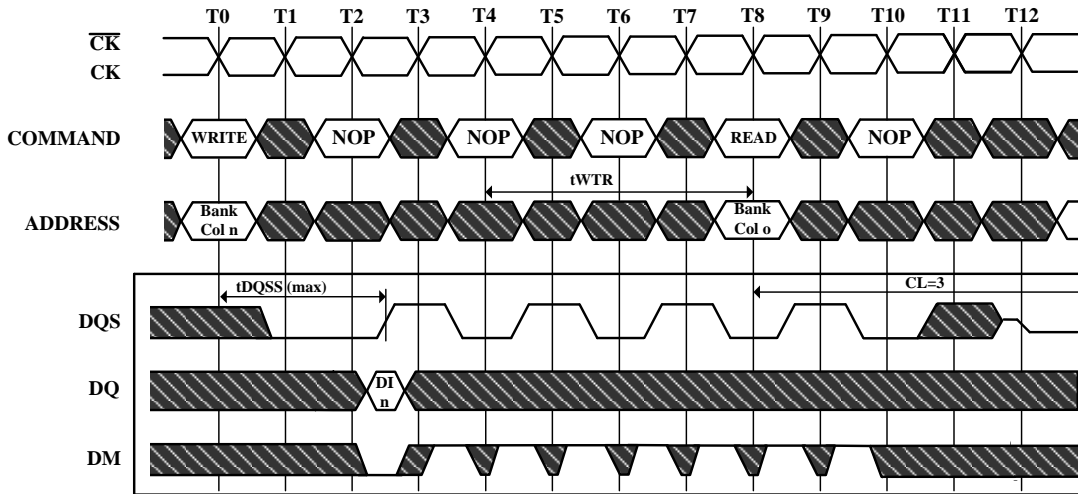 T0 T1 T2 T3 T4 T5 T6 T7 T8 T9 T10 T11 T12
CK
CK
COMMAND WRITE NOP NOP NOP READ NOP
tWTR
ADDRESS Bank Col n Bank Col o
tDQSS (max) CL=3
DQS
DQ DI n
DM